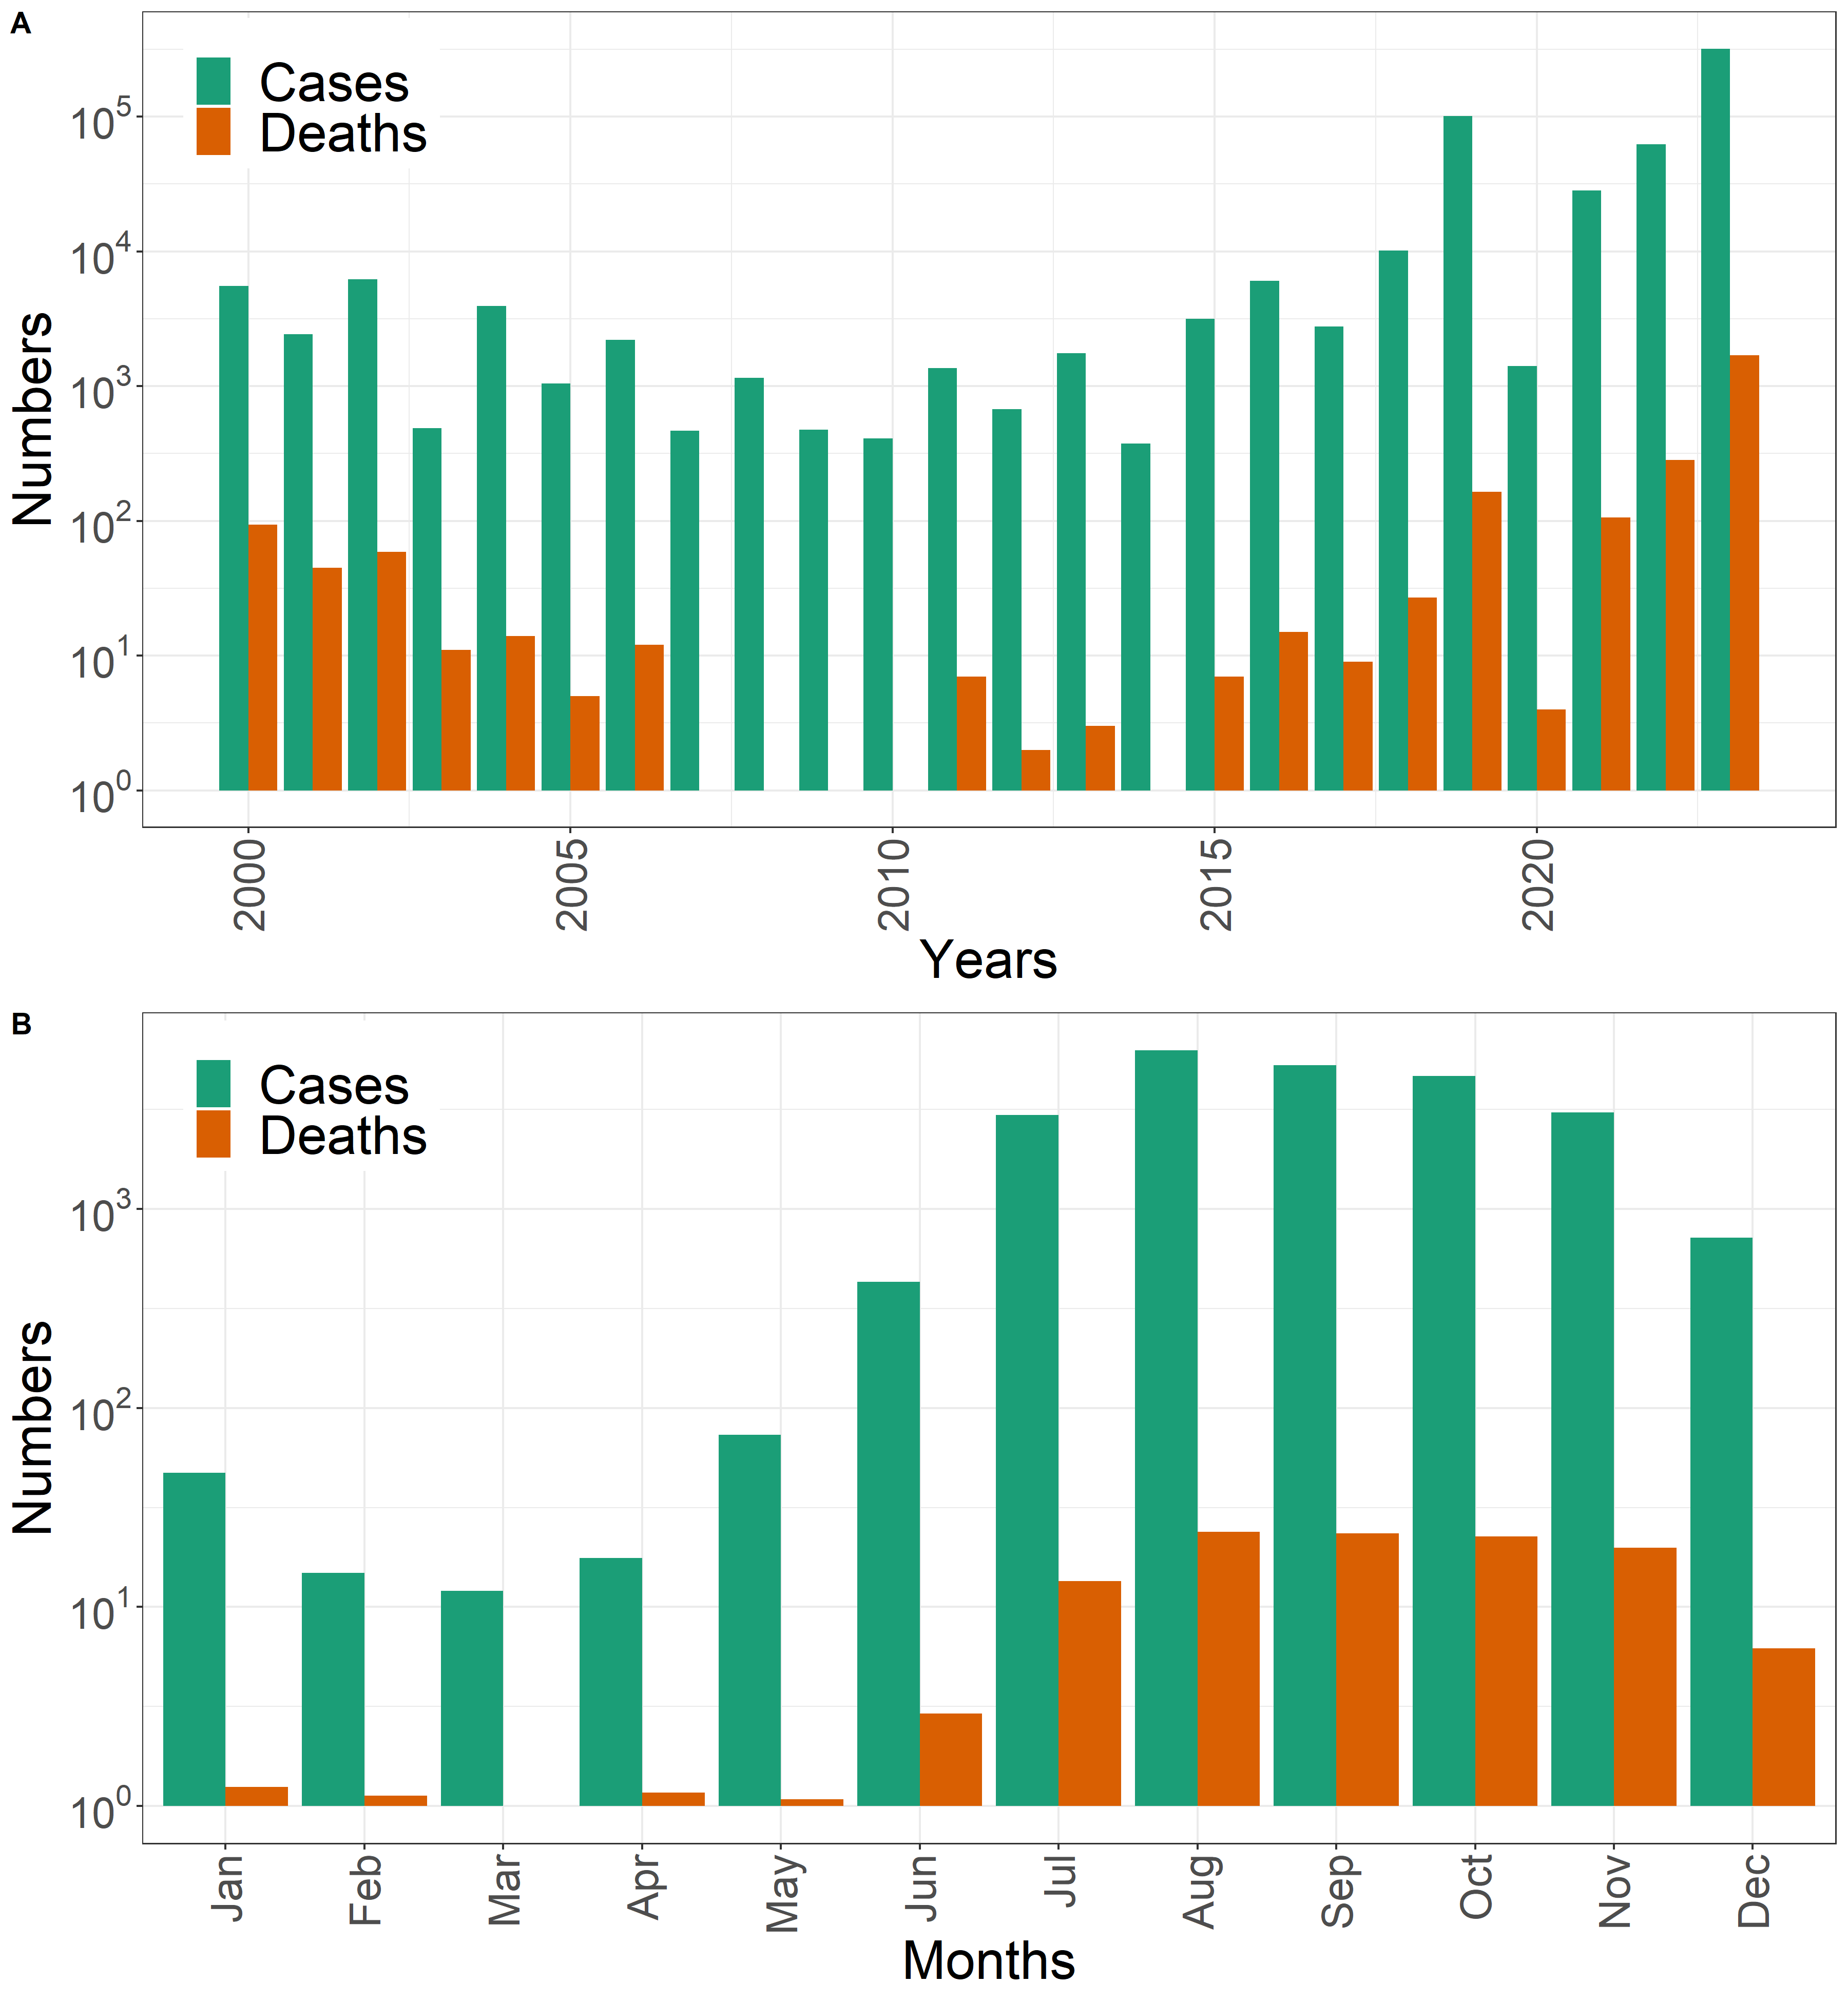 A
Cases
Deaths
10^5
10^4
10^3
10^2
10^1
10^0
Numbers
2000 2005 2010 2015 2020
Years
B
Cases
Deaths
10^3
10^2
10^1
10^0
Numbers
Jan Feb Mar Apr May Jun Jul Aug Sep Oct Nov Dec
Months